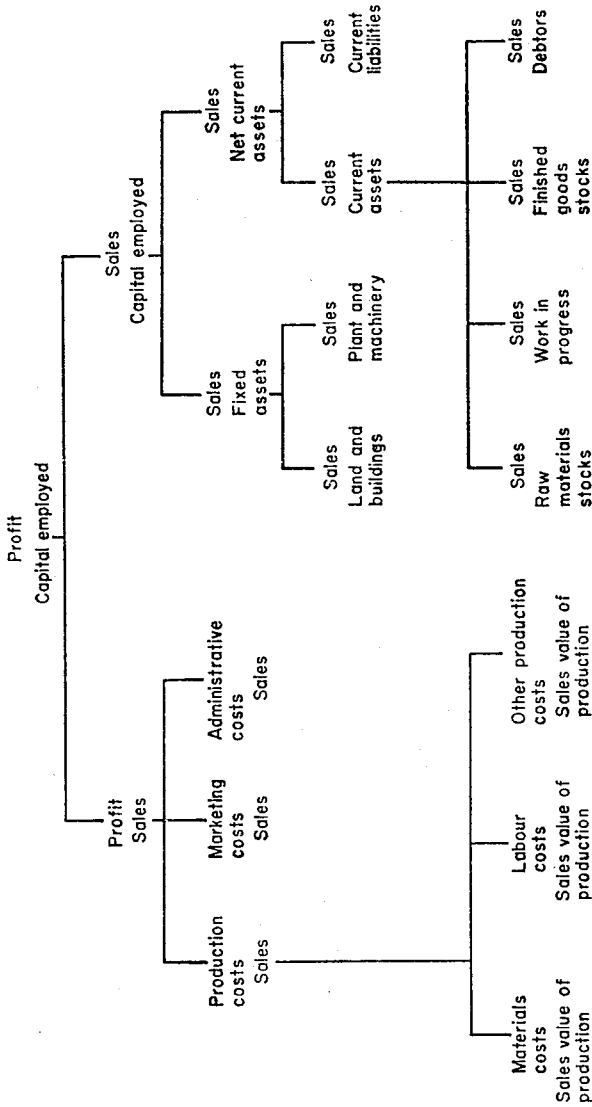 Profit
Capital employed
Profit
Sales
Sales
Capital employed
Production
costs
Sales
Marketing
costs
Sales
Administrative
costs
Sales
Sales
Fixed
assets
Sales
Net current
assets
Sales
Land and
buildings
Sales
Plant and
machinery
Sales
Current
assets
Sales
Current
liabilities
Materials
costs
Sales value of
production
Labour
costs
Sales value of
production
Other production
costs
Sales value of
production
Sales
Raw
materials
stocks
Sales
Work in
progress
Sales
Finished
goods
stocks
Sales
Debtors